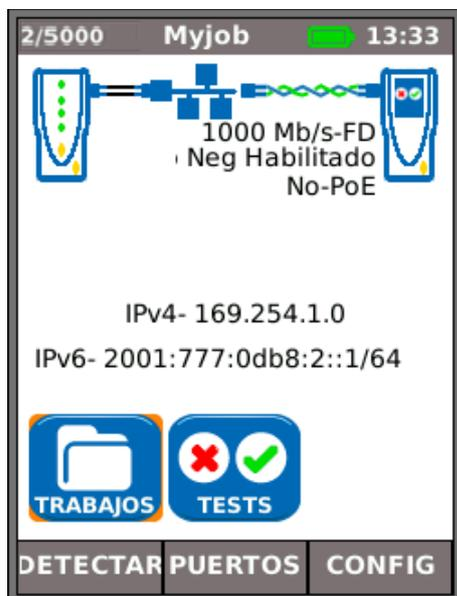 2/5000 Myjob 13:33
1000 Mb/s-FD
Neg Habilitado
No-PoE
IPv4- 169.254.1.0
IPv6- 2001:777:0db8:2::1/64
TRABAJOS TESTS
DETECTAR PUERTOS CONFIG